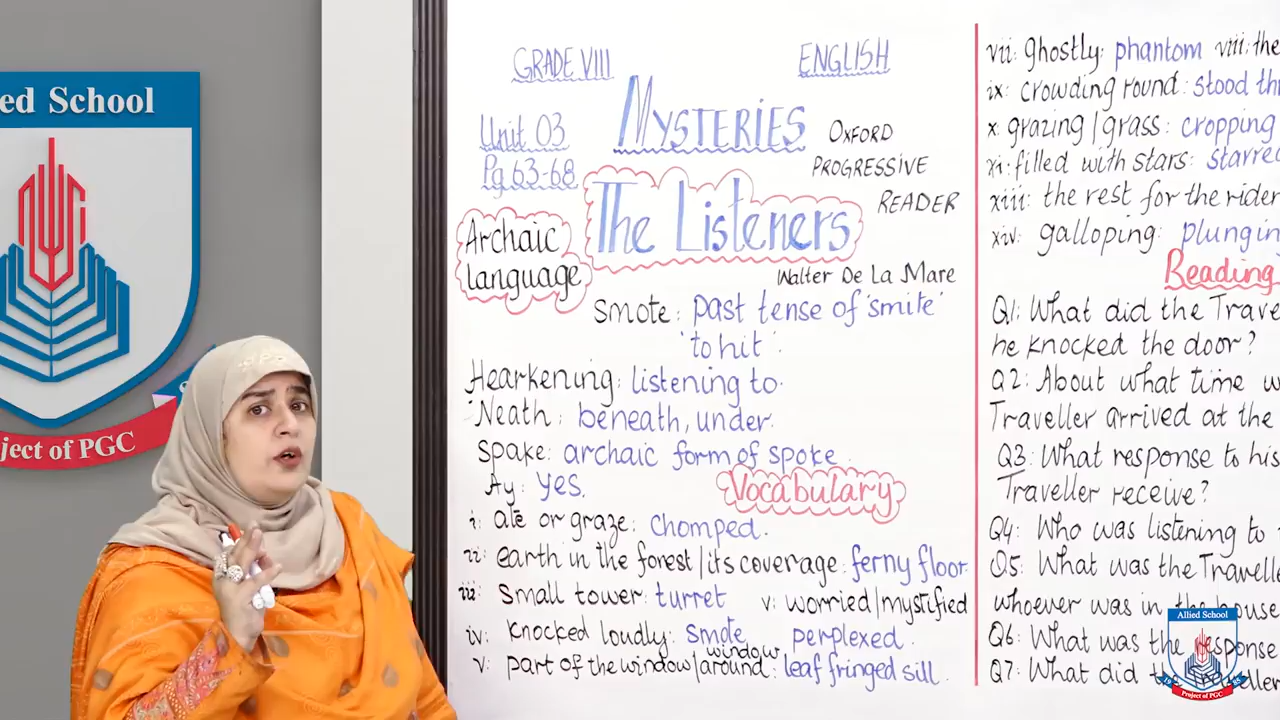 ed School
ject of PGC
GRADE VIII
ENGLISH
MYSTERIES
Unit 03
Pg 63-68
OXFORD
PROGRESSIVE
READER
The Listeners
Archaic
language
Walter De La Mare
Smote: past tense of 'smite'
'to hit'.
Hearkening: listening to.
'Neath: beneath, under.
Spake: archaic form of spoke.
Ay: yes.
Vocabulary
i: ate or graze: Chomped.
ii: earth in the forest/its coverage: ferny floor.
iii: Small tower: turret
v: worried/mystified
perplexed.
iv: Knocked loudly: Smote
v: part of the window/around window: leaf fringed sill.
vii: Ghostly: phantom viii: the
ix: crowding round: stood
x: grazing/grass: cropping
xi: filled with stars: starred
xiii: the rest for the rider
xiv: galloping:
Reading
Q1: What did the
he knocked the door?
Q2: About what time
Traveller arrived at the
Q3: What response to his
Traveller receive?
Q4: Who was listening to
Q5: What was the
whoever was in the house
Q6: What was the response
Q7: What did
Allied School
Project of PGC